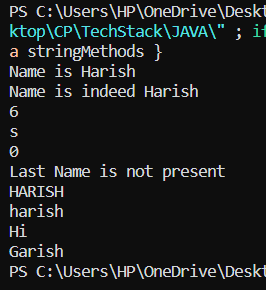 PS C:\Users\HP\OneDrive\Deskt
ktop\CP\TechStack\JAVA\" ; if
a stringMethods }
Name is Harish
Name is indeed Harish
6
s
0
Last Name is not present
HARISH
harish
Hi
Garish
PS C:\Users\HP\OneDrive\Deskt